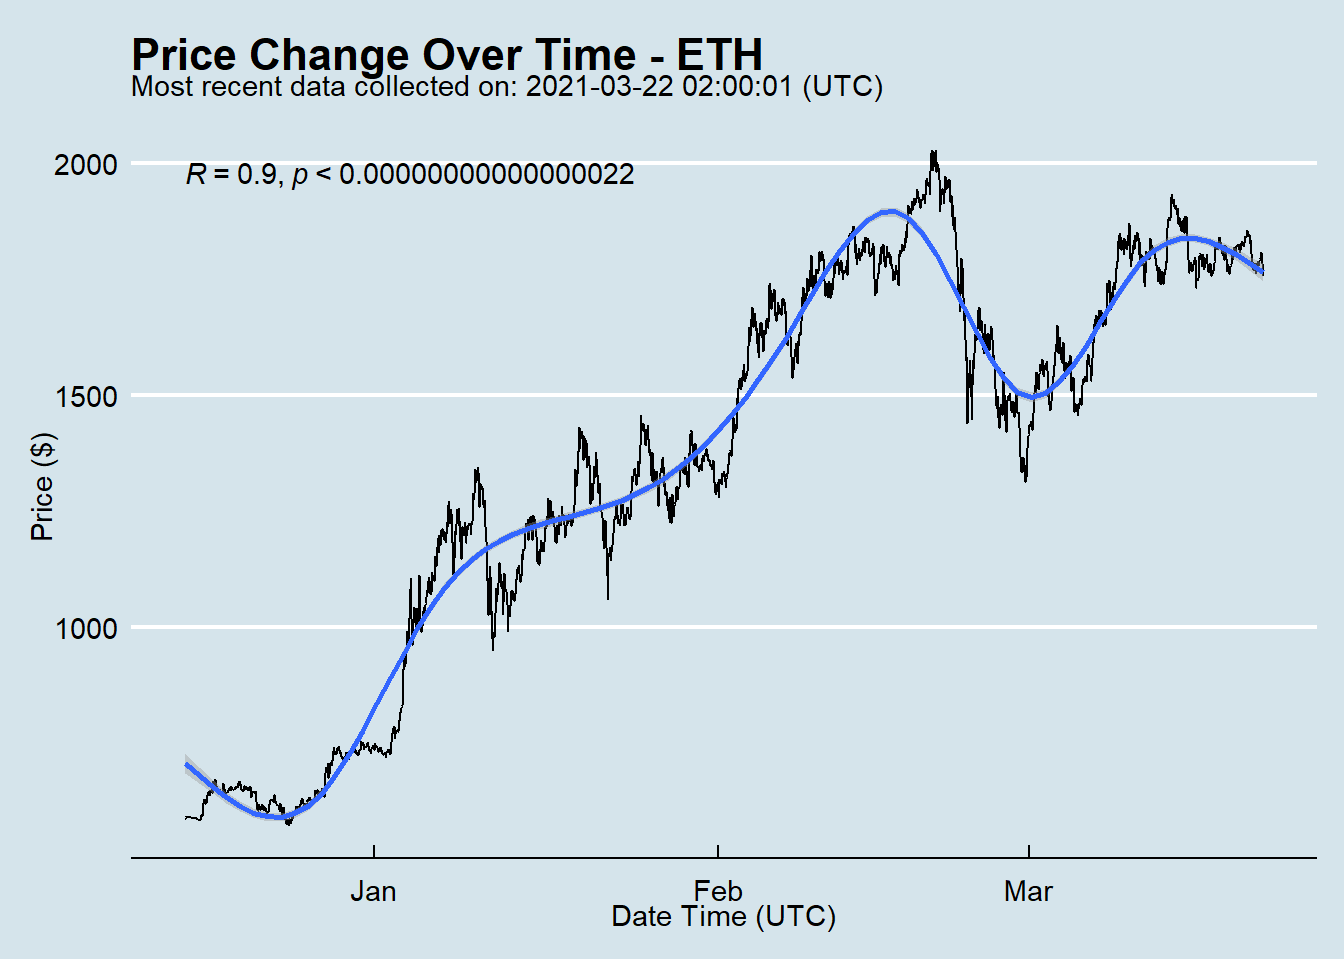 Price Change Over Time - ETH
Most recent data collected on: 2021-03-22 02:00:01 (UTC)
R = 0.9, p < 0.00000000000000022
2000
1500
1000
Price ($)
Jan
Feb
Mar
Date Time (UTC)